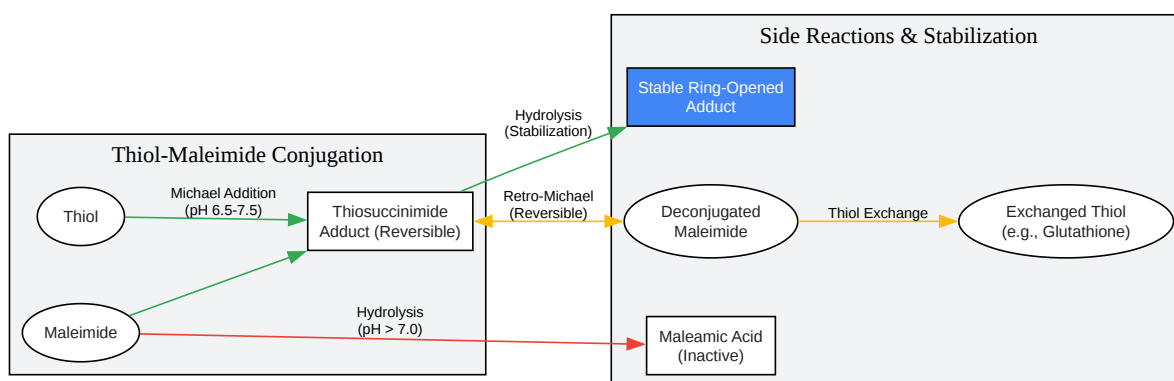 Side Reactions & Stabilization
Stable Ring-Opened
Adduct
Hydrolysis
(Stabilization)
Thiol-Maleimide Conjugation
Michael Addition
(pH 6.5-7.5)
Thiol
Thiosuccinimide
Adduct (Reversible)
Retro-Michael
(Reversible)
Deconjugated
Maleimide
Thiol Exchange
Exchanged Thiol
(e.g., Glutathione)
Maleimide
Hydrolysis
(pH > 7.0)
Maleamic Acid
(Inactive)